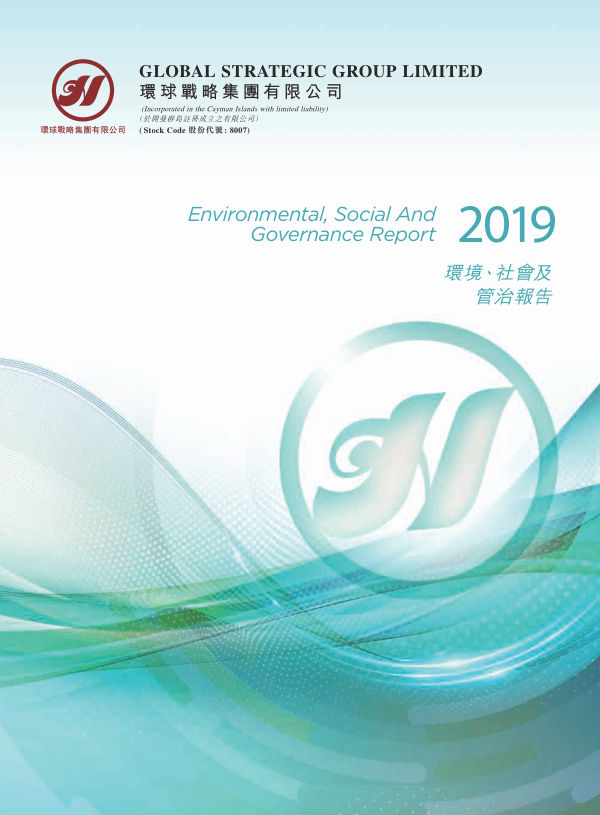 GLOBAL STRATEGIC GROUP LIMITED
環球戰略集團有限公司
(Incorporated in the Cayman Islands with limited liability)
(於開曼群島註冊成立之有限公司)
(Stock Code 股份代號: 8007)
環球戰略集團有限公司
Environmental, Social And
Governance Report
2019
環境、社會及
管治報告